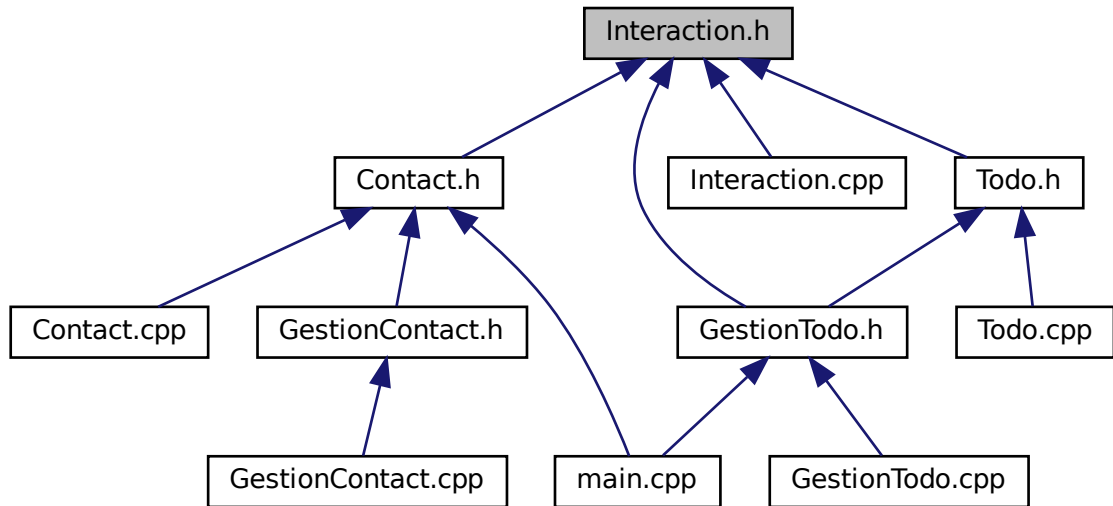 Interaction.h
Contact.h
Interaction.cpp
Todo.h
Contact.cpp
GestionContact.h
GestionTodo.h
Todo.cpp
GestionContact.cpp
main.cpp
GestionTodo.cpp